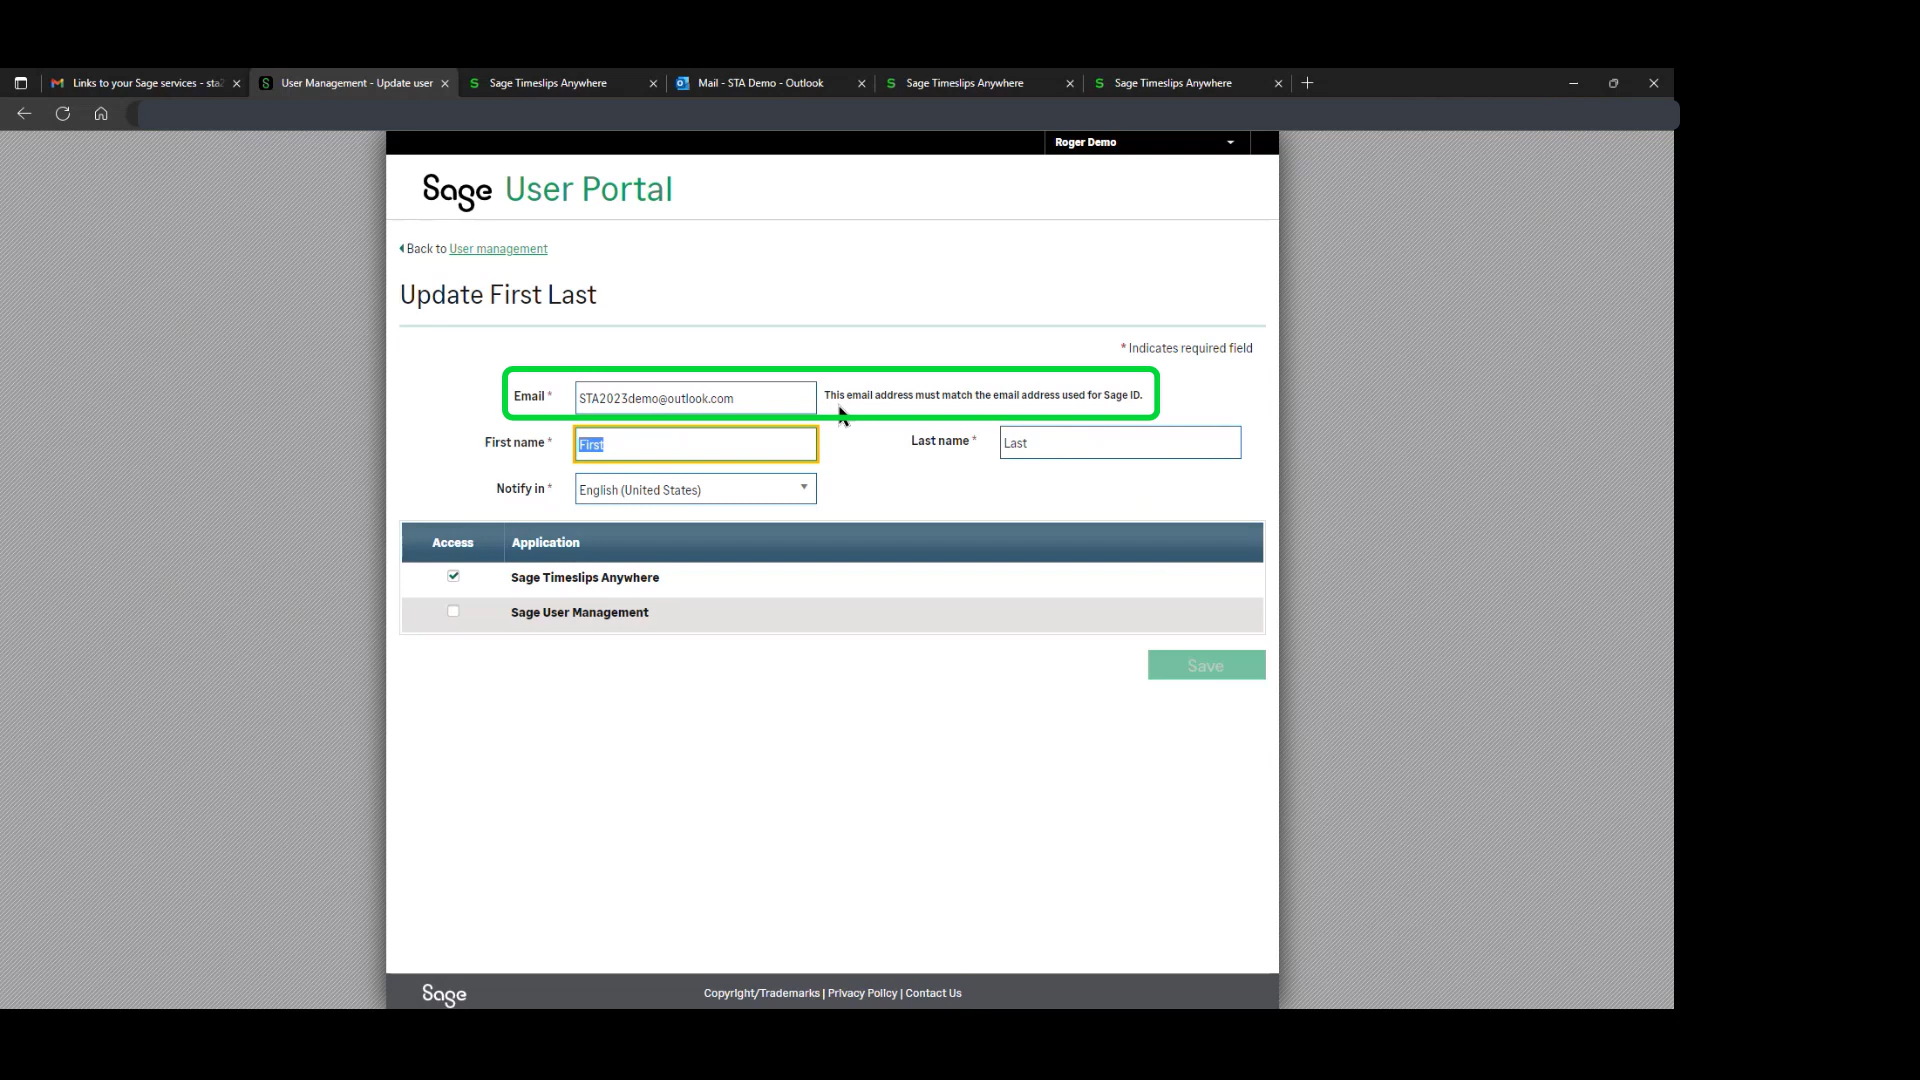 Links to your Sage services - sta2
User Management - Update user
Sage Timeslips Anywhere
Mail - STA Demo - Outlook
Sage Timeslips Anywhere
Sage Timeslips Anywhere
Roger Demo
Sage User Portal
Back to User management
Update First Last
* Indicates required field
Email * STA2023demo@outlook.com This email address must match the email address used for Sage ID.
First name * First Last name * Last
Notify in * English (United States)
Access Application
Sage Timeslips Anywhere
Sage User Management
Save
Sage Copyright/Trademarks | Privacy Policy | Contact Us